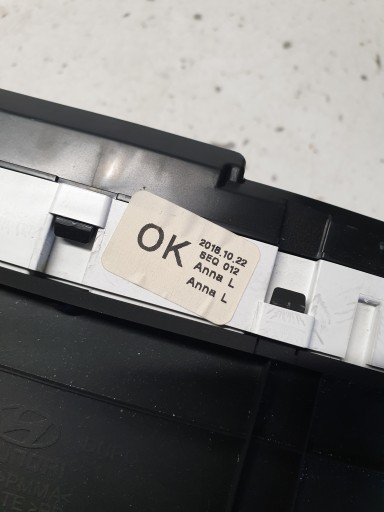 OK
2018.10.22
SEQ 012
Anna L
Anna L